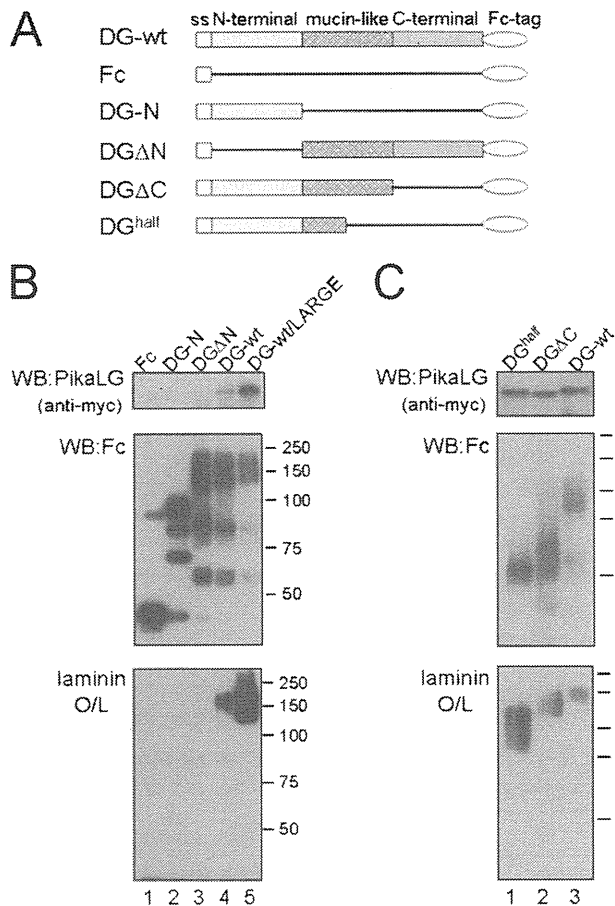 A
ss N-terminal mucin-like C-terminal Fc-tag
DG-wt
Fc
DG-N
DGΔN
DGΔC
DGhalf
B
Fc DG-N DGΔN DG-wt DG-wt/LARGE
WB:PikaLG
(anti-myc)
WB:Fc
250
150
100
75
50
laminin
O/L
250
150
100
75
50
1 2 3 4 5
C
DGhalf DGΔC DG-wt
WB:PikaLG
(anti-myc)
WB:Fc
laminin
O/L
1 2 3